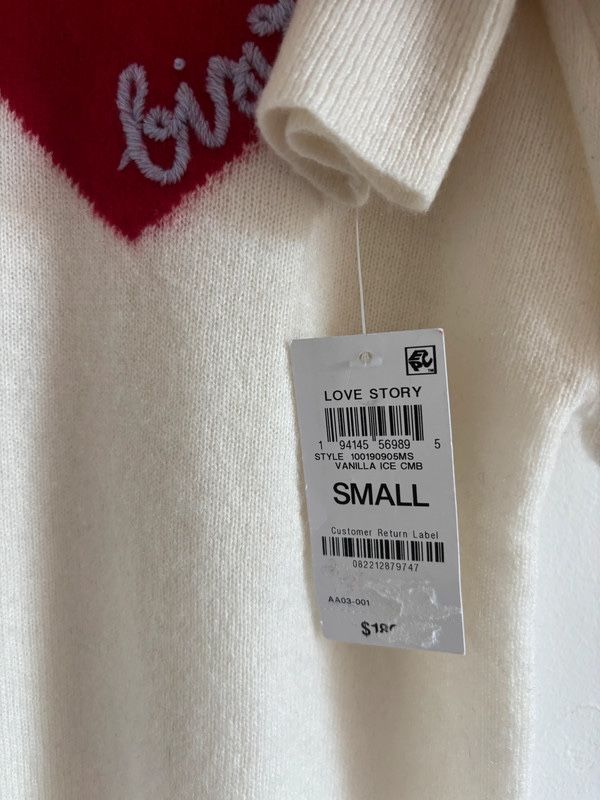 LOVE STORY
1 94145 56989 5
STYLE 100190905MS
VANILLA ICE CMB
SMALL
Customer Return Label
082212879747
AA03-001